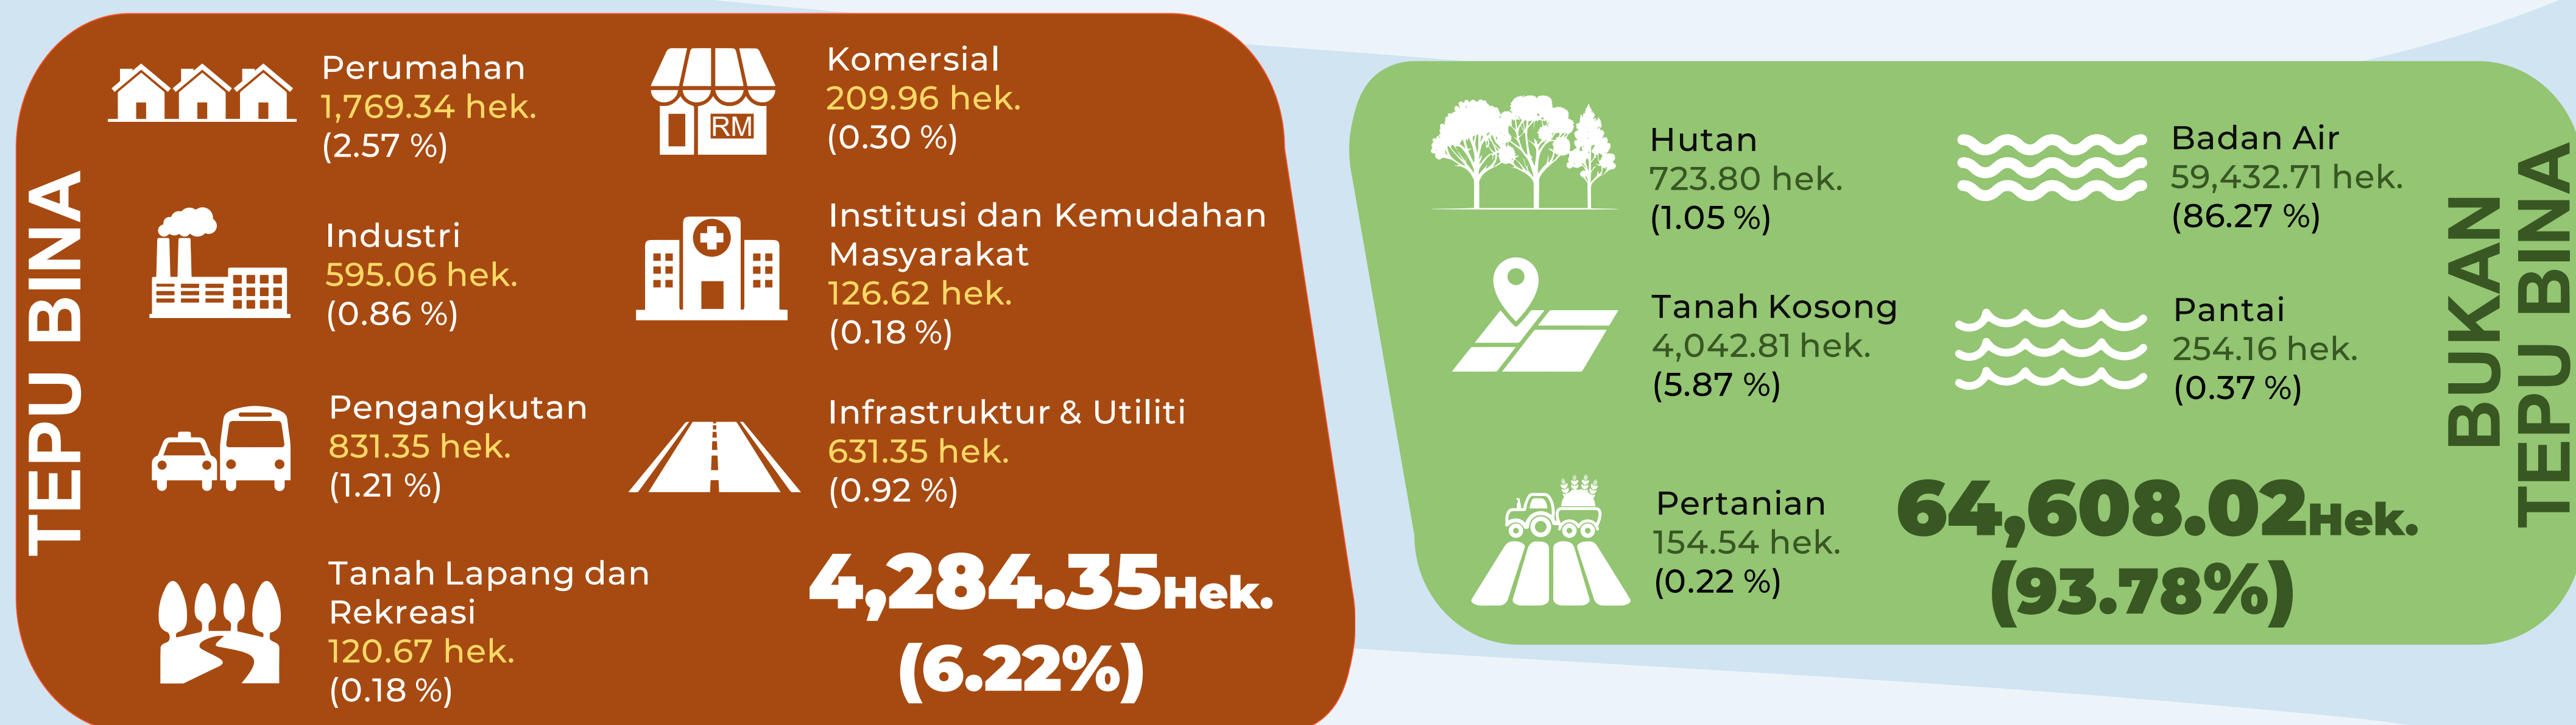 TEPU BINA
Perumahan
1,769.34 hek.
(2.57 %)
Industri
595.06 hek.
(0.86 %)
Pengangkutan
831.35 hek.
(1.21 %)
Tanah Lapang dan
Rekreasi
120.67 hek.
(0.18 %)
RM
Komersial
209.96 hek.
(0.30 %)
Institusi dan Kemudahan
Masyarakat
126.62 hek.
(0.18 %)
Infrastruktur & Utiliti
631.35 hek.
(0.92 %)
4,284.35Hek.
(6.22%)
Hutan
723.80 hek.
(1.05 %)
Tanah Kosong
4,042.81 hek.
(5.87 %)
Pertanian
154.54 hek.
(0.22 %)
Badan Air
59,432.71 hek.
(86.27 %)
Pantai
254.16 hek.
(0.37 %)
64,608.02Hek.
(93.78%)
BUKAN
TEPU BINA